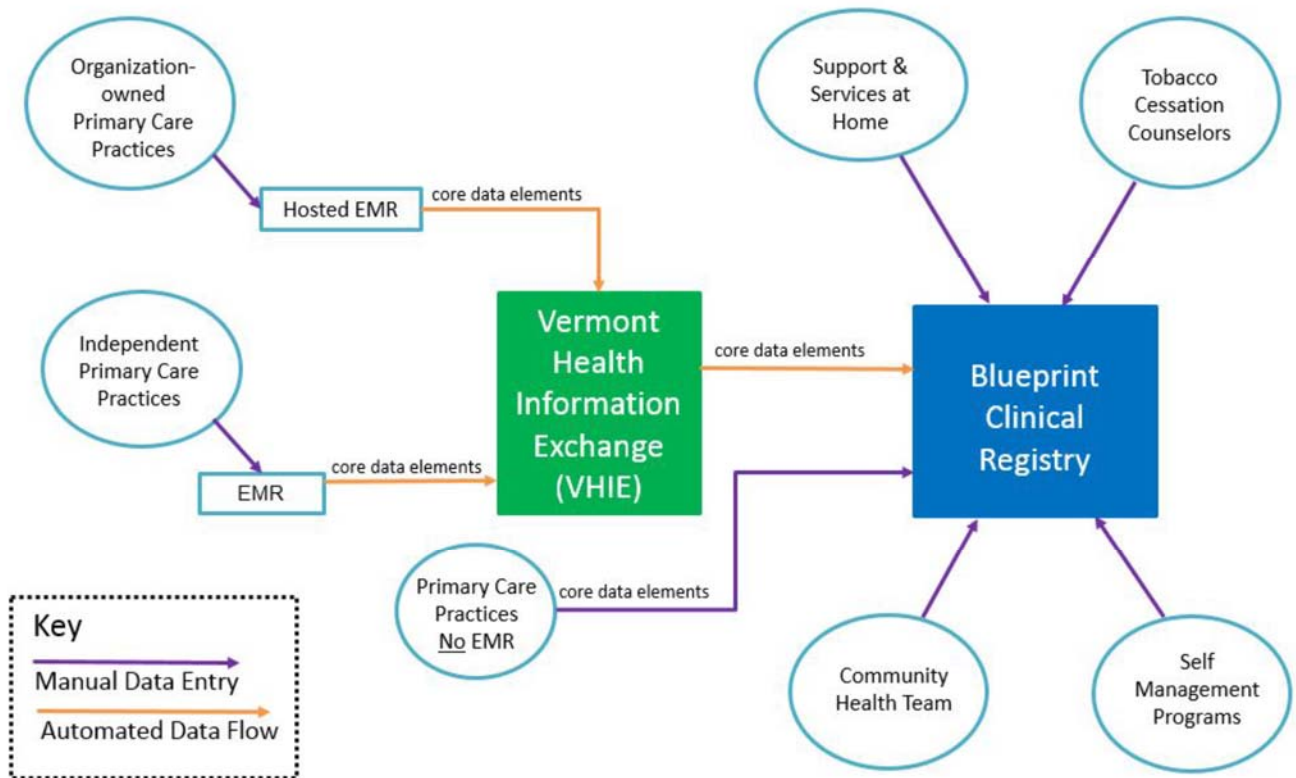 Organization-
owned
Primary Care
Practices
Hosted EMR
core data elements
Support &
Services at
Home
Tobacco
Cessation
Counselors
Independent
Primary Care
Practices
EMR
core data elements
Vermont
Health
Information
Exchange
(VHIE)
core data elements
Blueprint
Clinical
Registry
Primary Care
Practices
No EMR
core data elements
Community
Health Team
Self
Management
Programs
Key
Manual Data Entry
Automated Data Flow